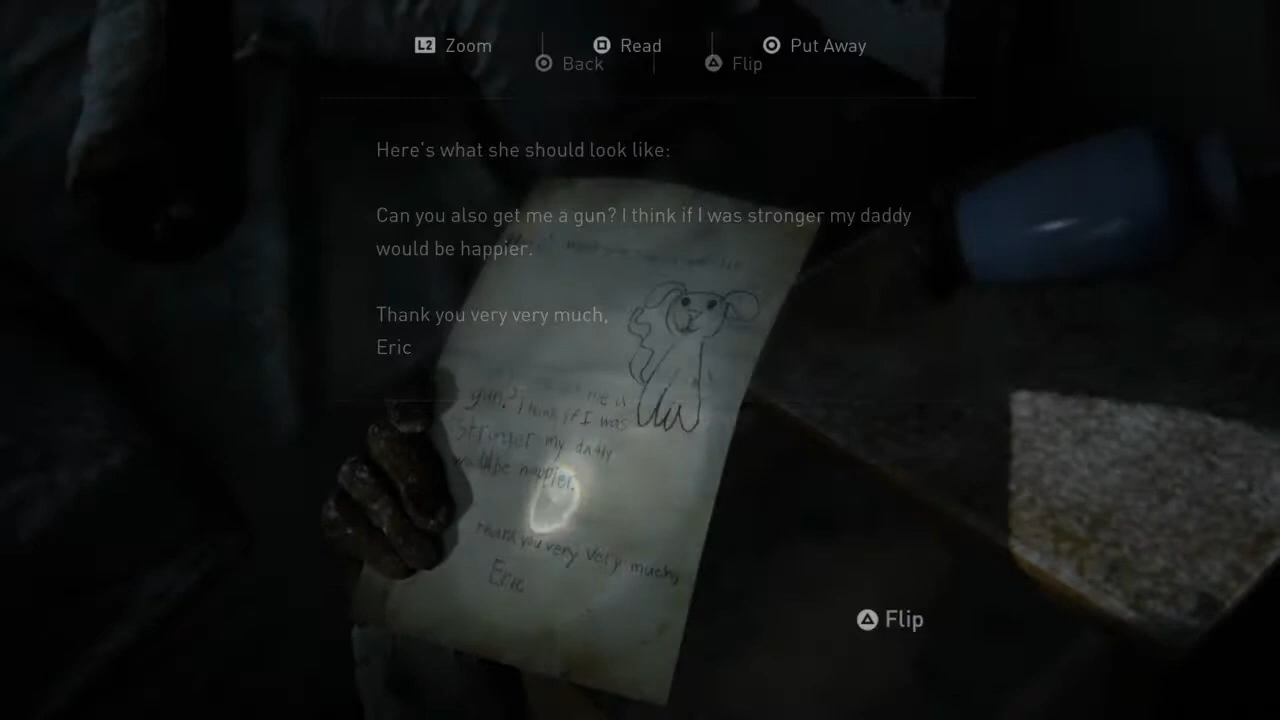 L2 Zoom
Read
Put Away
Back
Flip
Here's what she should look like:
Can you also get me a gun? I think if I was stronger my daddy
would be happier.
Thank you very very much,
Eric
me a
gun? I think if I was
stronger my daddy
would be happier.
Thank you very very much,
Eric
Flip